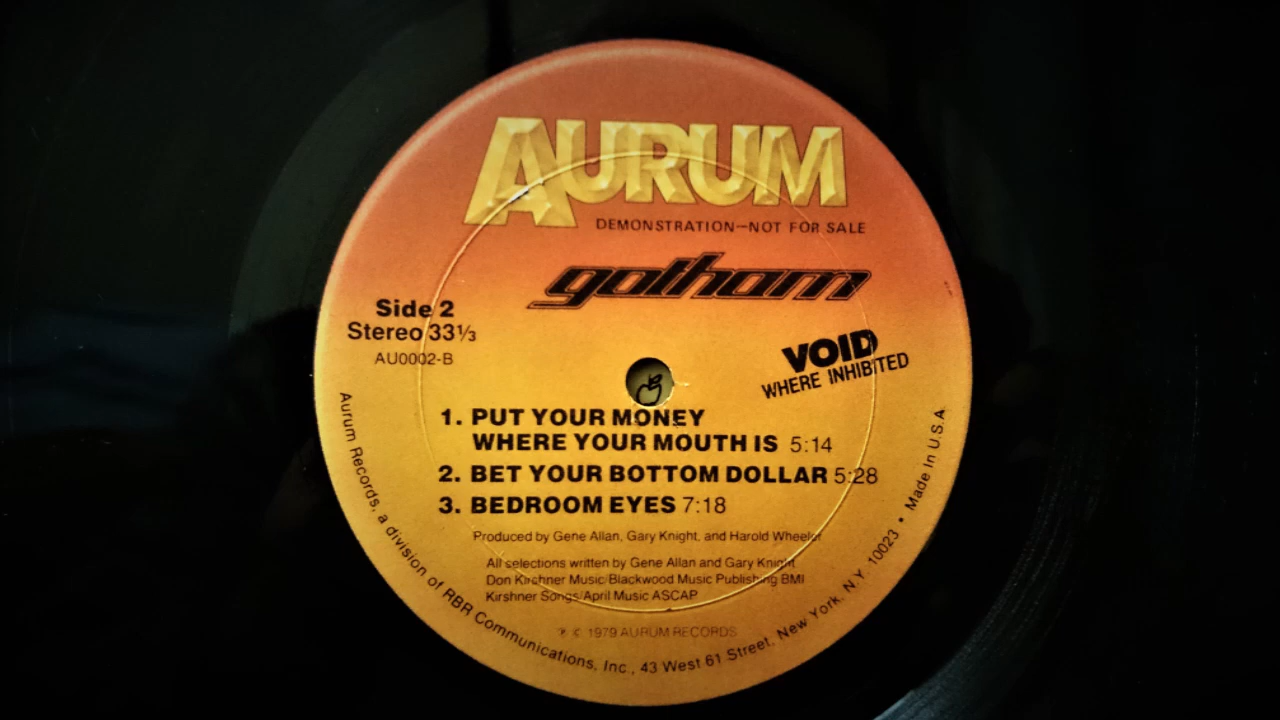 AURUM
DEMONSTRATION—NOT FOR SALE
gotham
Side 2
Stereo 33⅓
AU0002-B
VOID
WHERE INHIBITED
1. PUT YOUR MONEY
WHERE YOUR MOUTH IS 5:14
2. BET YOUR BOTTOM DOLLAR 5:28
3. BEDROOM EYES 7:18
Produced by Gene Allan, Gary Knight, and Harold Wheeler
All selections written by Gene Allan and Gary Knight
Don Kirshner Music/Blackwood Music Publishing BMI
Kirshner Songs/April Music ASCAP
℗ © 1979 AURUM RECORDS
Aurum Records, a division of RBR Communications, Inc., 43 West 61 Street, New York, N.Y. 10023 • Made In U.S.A.